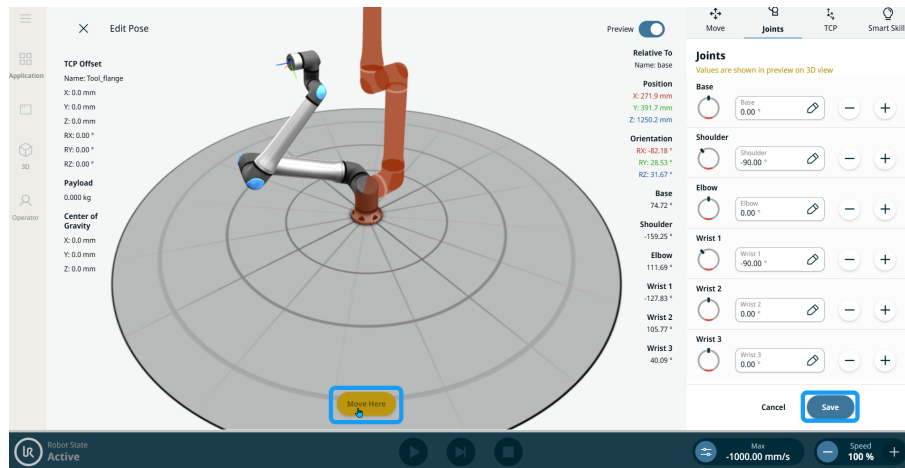 Edit Pose
Preview
Move
Joints
TCP
Smart Skill
Application
3D
Operator
TCP Offset
Name: Tool_flange
X: 0.0 mm
Y: 0.0 mm
Z: 0.0 mm
RX: 0.00 °
RY: 0.00 °
RZ: 0.00 °
Payload
0.000 kg
Center of
Gravity
X: 0.0 mm
Y: 0.0 mm
Z: 0.0 mm
Relative To
Name: base
Position
X: 271.9 mm
Y: 391.7 mm
Z: 1250.2 mm
Orientation
RX: -82.18 °
RY: 28.53 °
RZ: 31.67 °
Base
74.72 °
Shoulder
-159.25 °
Elbow
111.69 °
Wrist 1
-127.83 °
Wrist 2
105.77 °
Wrist 3
40.09 °
Joints
Values are shown in preview on 3D view
Base
Base
0.00 °
Shoulder
Shoulder
-90.00 °
Elbow
Elbow
0.00 °
Wrist 1
Wrist 1
-90.00 °
Wrist 2
Wrist 2
0.00 °
Wrist 3
Wrist 3
0.00 °
Move Here
Cancel
Save
UR
Robot State
Active
Max
-1000.00 mm/s
Speed
100 %